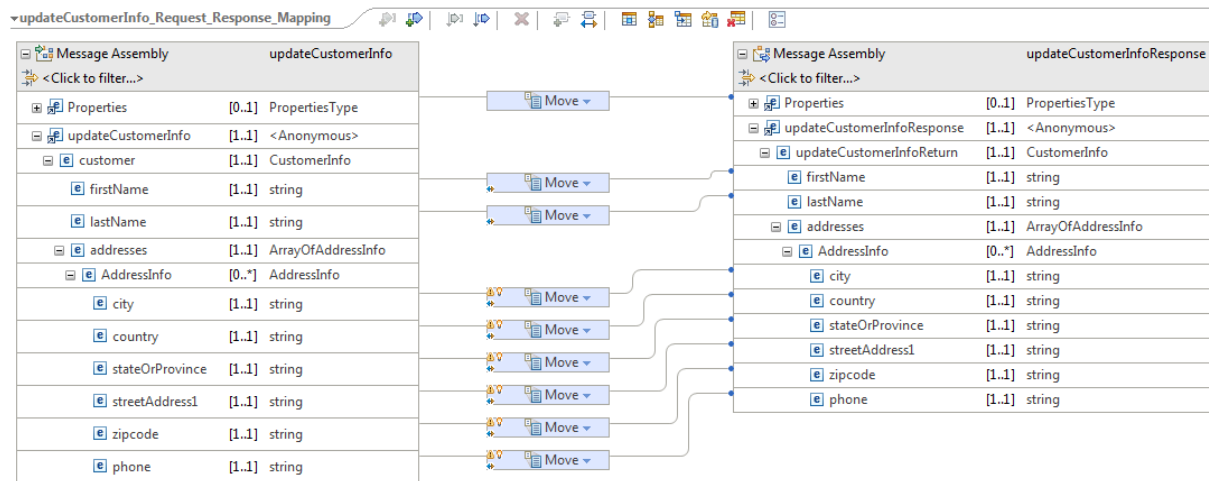 updateCustomerInfo_Request_Response_Mapping
Message Assembly updateCustomerInfo
<Click to filter...>
Properties [0..1] PropertiesType
updateCustomerInfo [1..1] <Anonymous>
customer [1..1] CustomerInfo
firstName [1..1] string
lastName [1..1] string
addresses [1..1] ArrayOfAddressInfo
AddressInfo [0..*] AddressInfo
city [1..1] string
country [1..1] string
stateOrProvince [1..1] string
streetAddress1 [1..1] string
zipcode [1..1] string
phone [1..1] string
Move
Move
Move
Move
Move
Move
Move
Move
Move
Message Assembly updateCustomerInfoResponse
<Click to filter...>
Properties [0..1] PropertiesType
updateCustomerInfoResponse [1..1] <Anonymous>
updateCustomerInfoReturn [1..1] CustomerInfo
firstName [1..1] string
lastName [1..1] string
addresses [1..1] ArrayOfAddressInfo
AddressInfo [0..*] AddressInfo
city [1..1] string
country [1..1] string
stateOrProvince [1..1] string
streetAddress1 [1..1] string
zipcode [1..1] string
phone [1..1] string